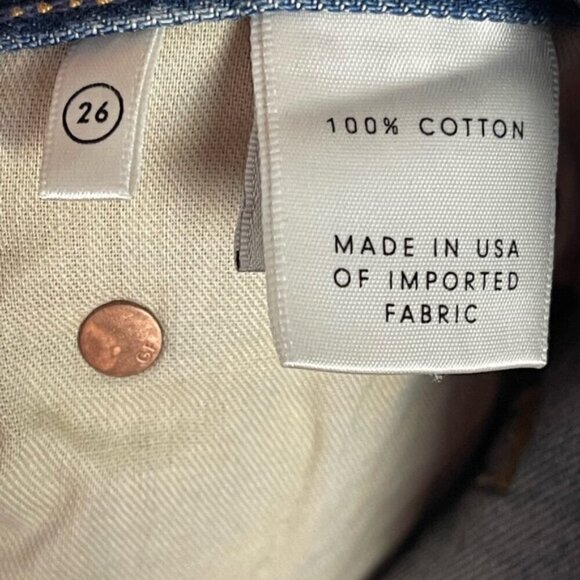 26
100% COTTON
MADE IN USA
OF IMPORTED
FABRIC